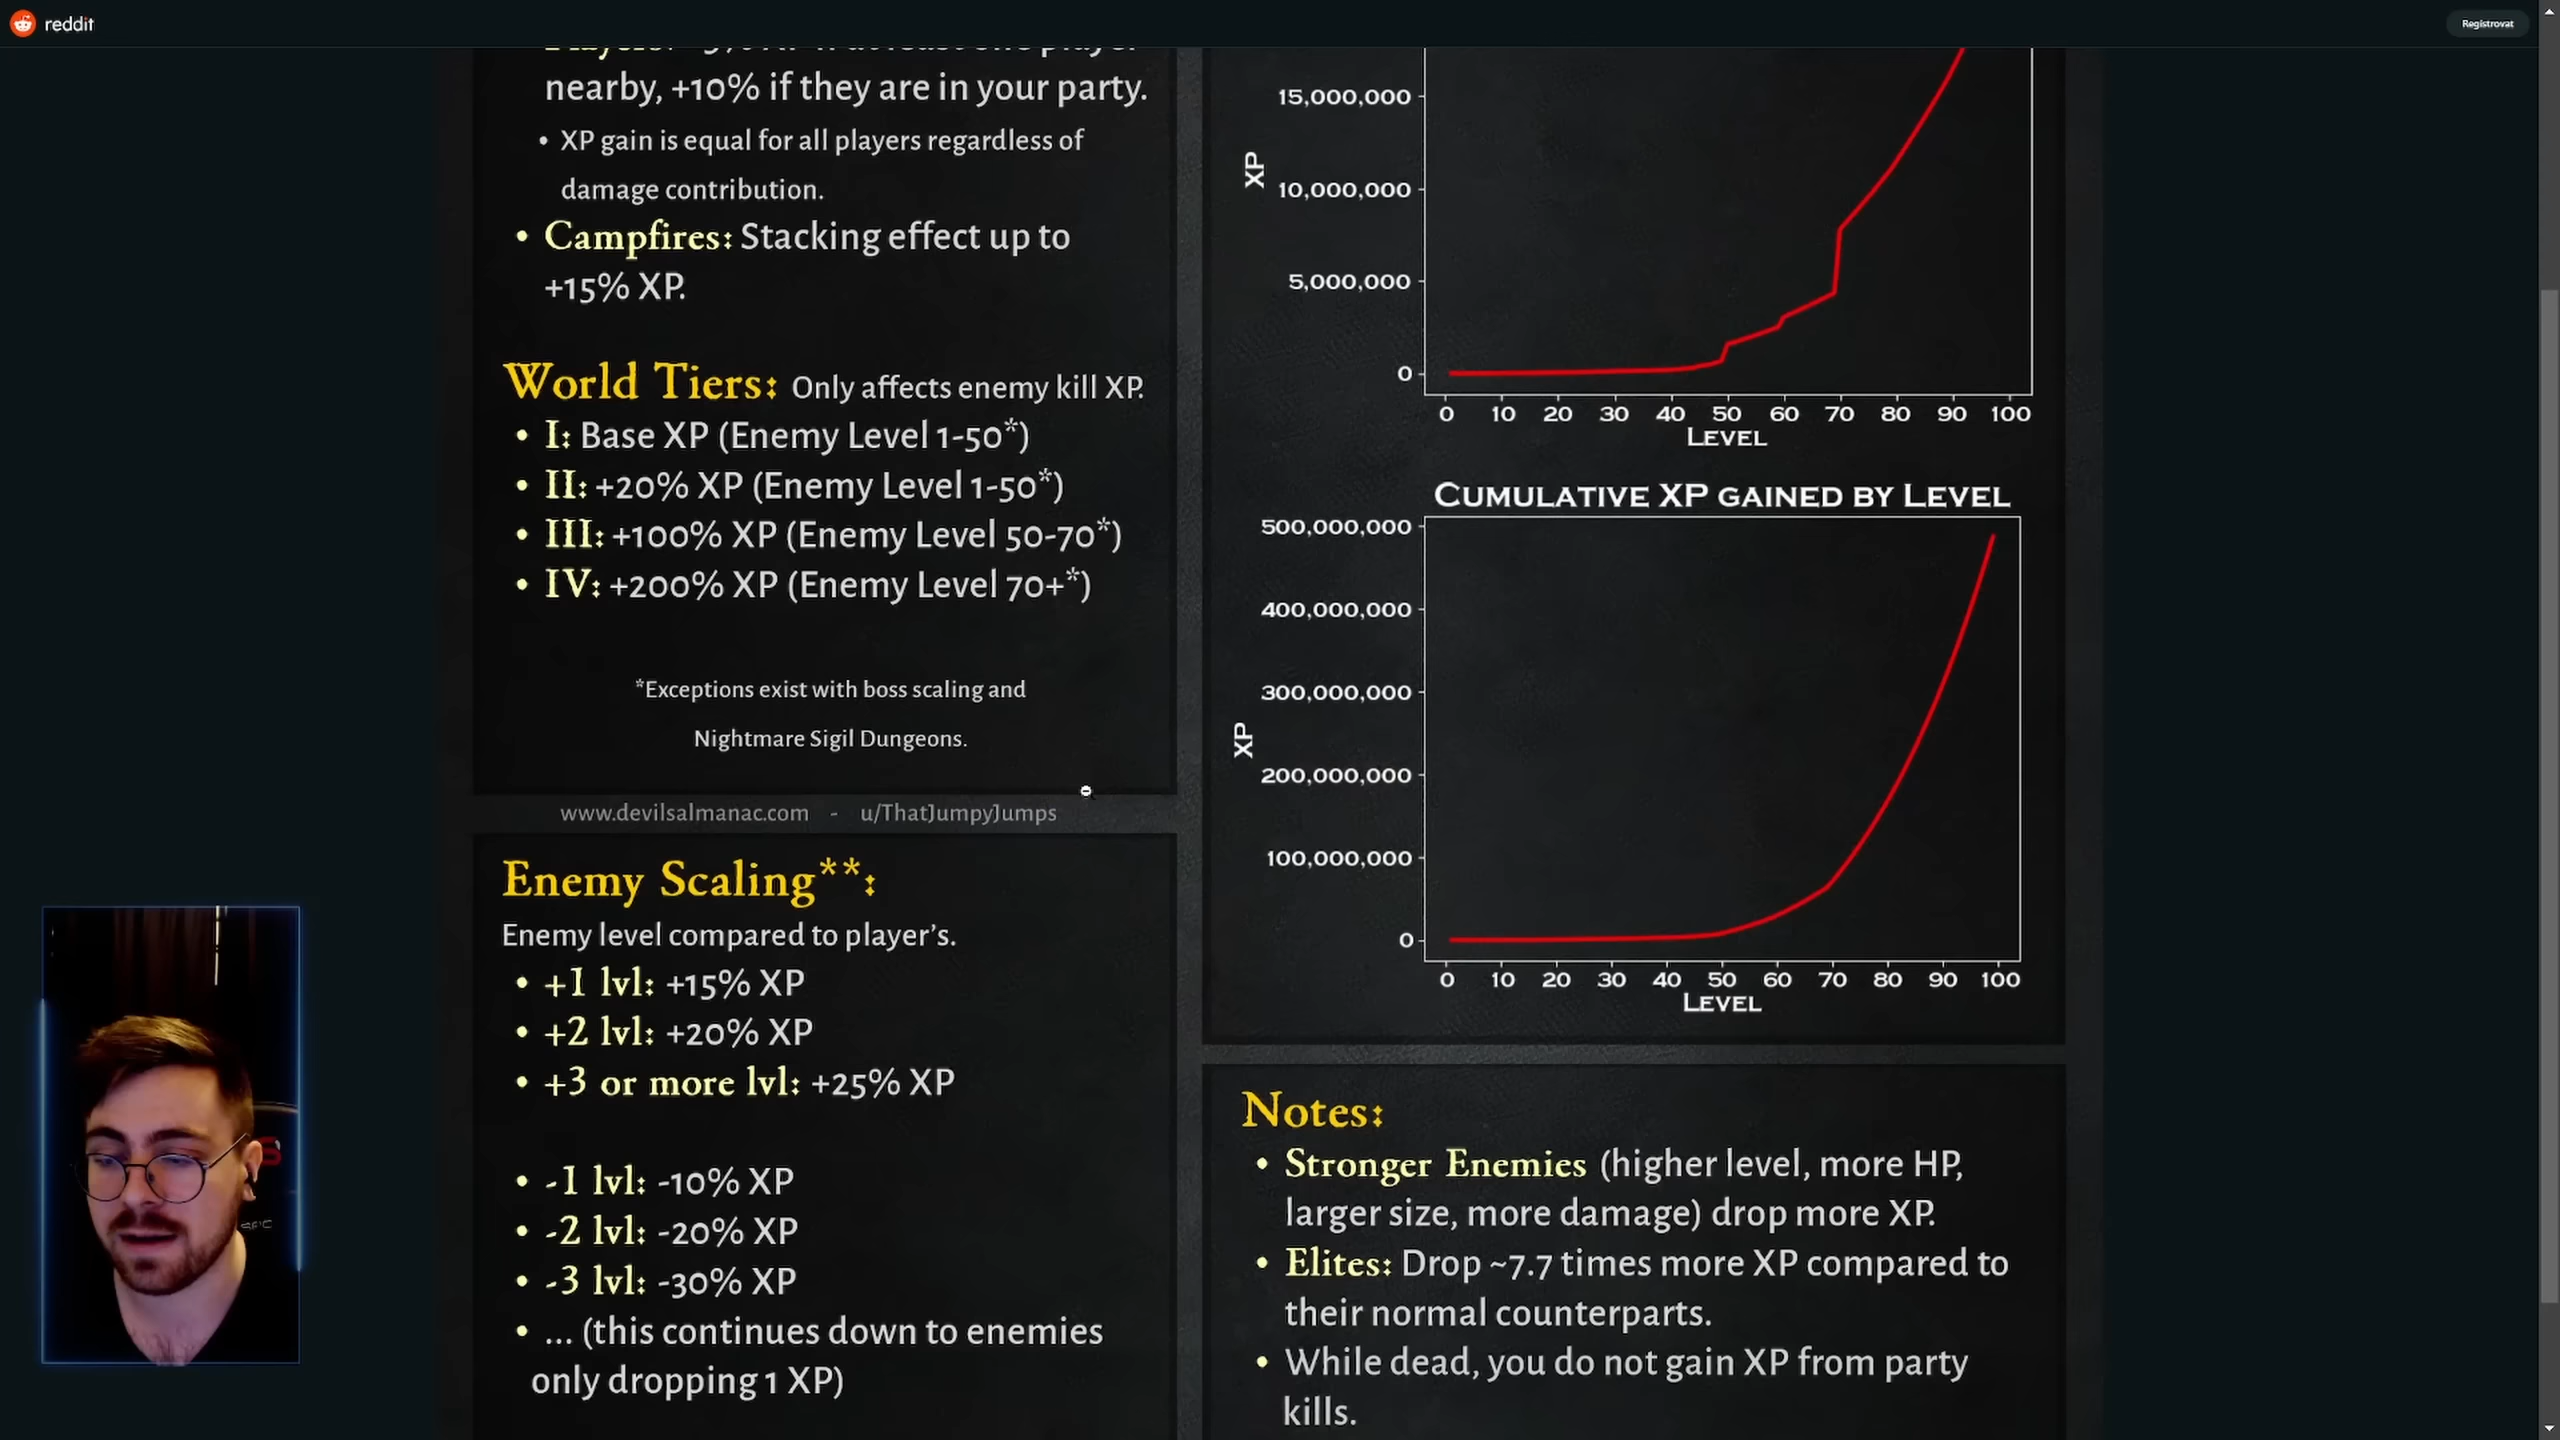 reddit
Registrovat
nearby, +10% if they are in your party.
• XP gain is equal for all players regardless of
damage contribution.
• Campfires: Stacking effect up to
+15% XP.
World Tiers: Only affects enemy kill XP.
• I: Base XP (Enemy Level 1-50*)
• II: +20% XP (Enemy Level 1-50*)
• III: +100% XP (Enemy Level 50-70*)
• IV: +200% XP (Enemy Level 70+*)
*Exceptions exist with boss scaling and
Nightmare Sigil Dungeons.
www.devilsalmanac.com - u/ThatJumpyJumps
Enemy Scaling**:
Enemy level compared to player's.
• +1 lvl: +15% XP
• +2 lvl: +20% XP
• +3 or more lvl: +25% XP
• -1 lvl: -10% XP
• -2 lvl: -20% XP
• -3 lvl: -30% XP
• ... (this continues down to enemies
only dropping 1 XP)
15,000,000
10,000,000
5,000,000
0
XP
0 10 20 30 40 50 60 70 80 90 100
Level
Cumulative XP gained by Level
500,000,000
400,000,000
300,000,000
200,000,000
100,000,000
0
XP
0 10 20 30 40 50 60 70 80 90 100
Level
Notes:
• Stronger Enemies (higher level, more HP,
larger size, more damage) drop more XP.
• Elites: Drop ~7.7 times more XP compared to
their normal counterparts.
• While dead, you do not gain XP from party
kills.